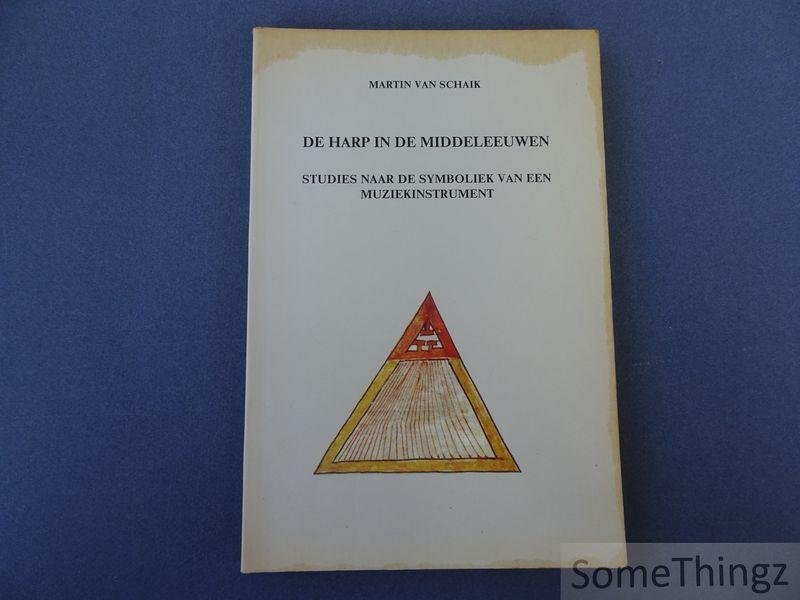 MARTIN VAN SCHAIK
DE HARP IN DE MIDDELEEUWEN
STUDIES NAAR DE SYMBOLIEK VAN EEN
MUZIEKINSTRUMENT
SomeThingz